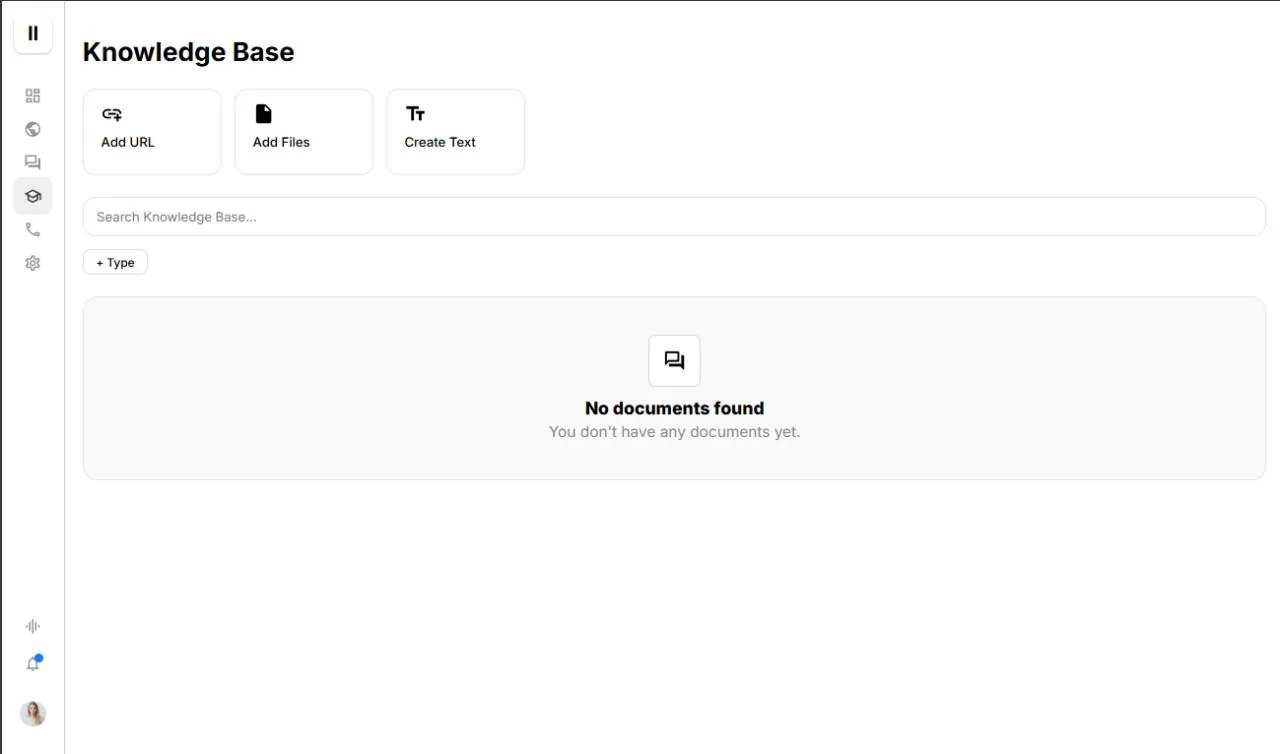 Knowledge Base
Add URL
Add Files
Create Text
Search Knowledge Base...
+ Type
No documents found
You don't have any documents yet.